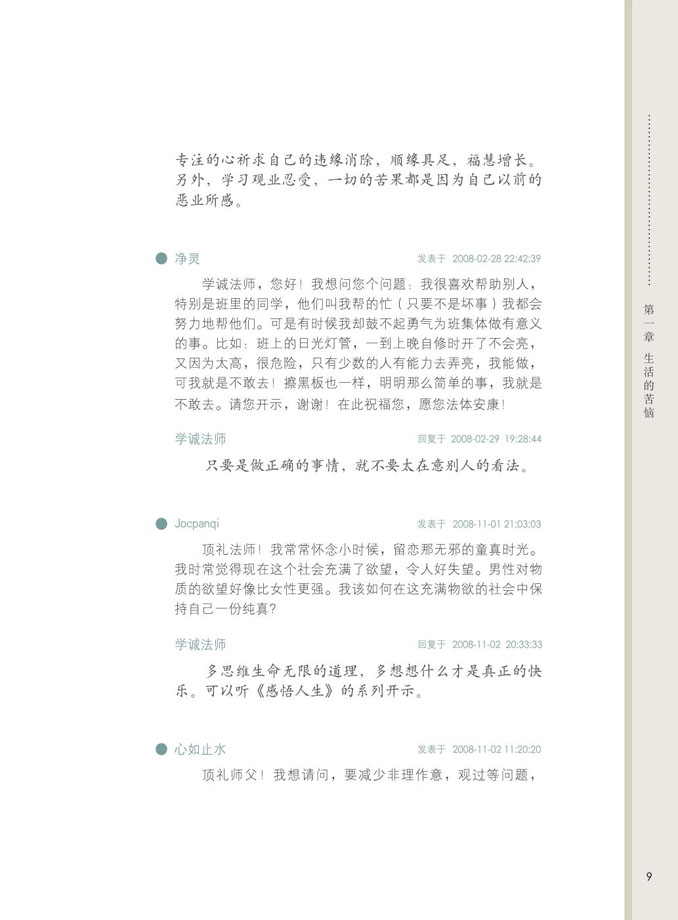 专注的心祈求自己的违缘消除，顺缘具足，福慧增长。
另外，学习观业忍受，一切的苦果都是因为自己以前的
恶业所感。
净灵 发表于 2008-02-28 22:42:39
学诚法师，您好！我想问您个问题：我很喜欢帮助别人，
特别是班里的同学，他们叫我帮的忙（只要不是坏事）我都会
努力地帮他们。可是有时候我却鼓不起勇气为班集体做有意义
的事。比如：班上的日光灯管，一到上晚自修时开了不会亮，
又因为太高，很危险，只有少数的人有能力去弄亮，我能做，
可我就是不敢去！擦黑板也一样，明明那么简单的事，我就是
不敢去。请您开示，谢谢！在此祝福您，愿您法体安康！
学诚法师 回复于 2008-02-29 19:28:44
只要是做正确的事情，就不要太在意别人的看法。
Jocpanqi 发表于 2008-11-01 21:03:03
顶礼法师！我常常怀念小时候，留恋那无邪的童真时光。
我时常觉得现在这个社会充满了欲望，令人好失望。男性对物
质的欲望好像比女性更强。我该如何在这充满物欲的社会中保
持自己一份纯真？
学诚法师 回复于 2008-11-02 20:33:33
多思维生命无限的道理，多想想什么才是真正的快
乐。可以听《感悟人生》的系列开示。
心如止水 发表于 2008-11-02 11:20:20
顶礼师父！我想请问，要减少非理作意，观过等问题，
第一章 生活的苦恼
9